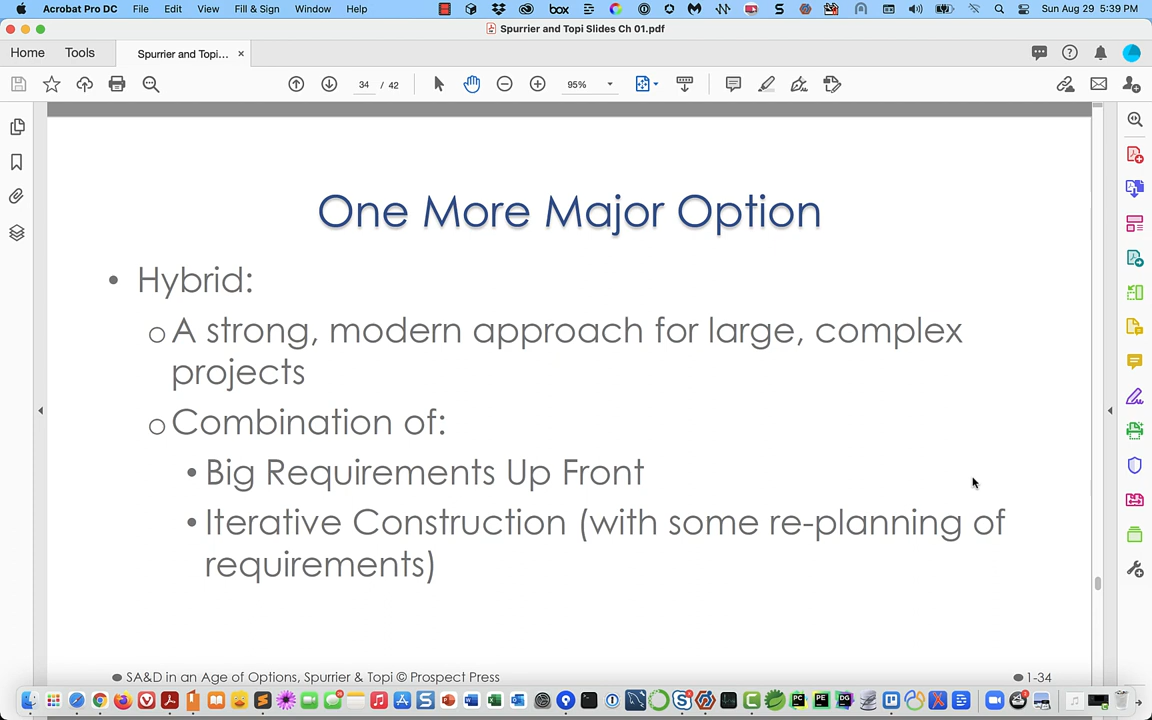 Acrobat Pro DC File Edit View Fill & Sign Window Help box Sun Aug 29 5:39 PM
Spurrier and Topi Slides Ch 01.pdf
Home Tools Spurrier and Topi... ×
34 / 42 95%
One More Major Option
• Hybrid:
o A strong, modern approach for large, complex
projects
o Combination of:
• Big Requirements Up Front
• Iterative Construction (with some re-planning of
requirements)
● SA&D in an Age of Options, Spurrier & Topi © Prospect Press ● 1-34